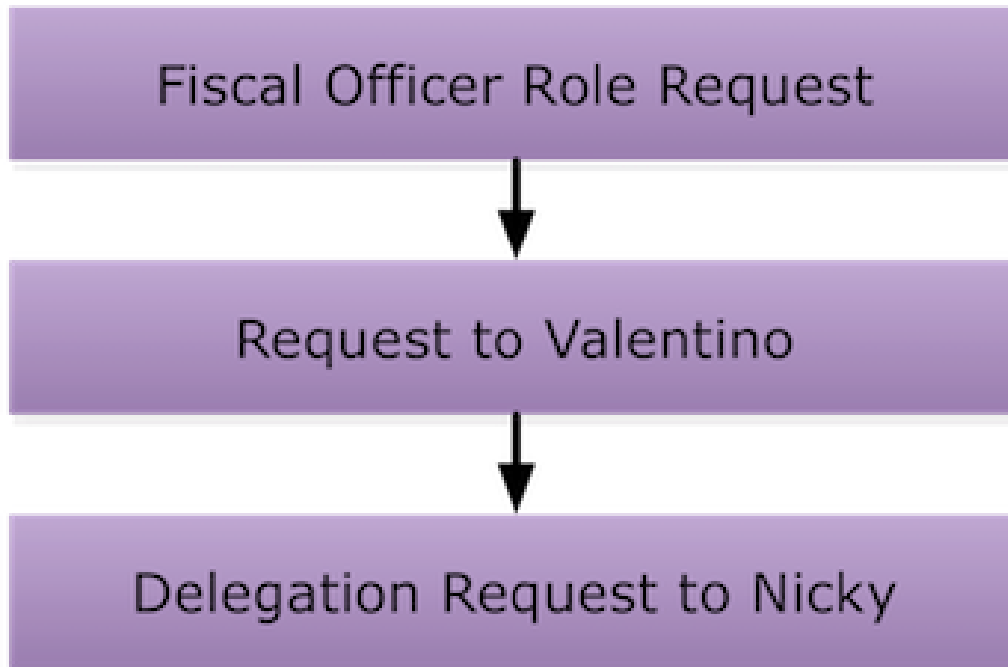 Fiscal Officer Role Request
Request to Valentino
Delegation Request to Nicky